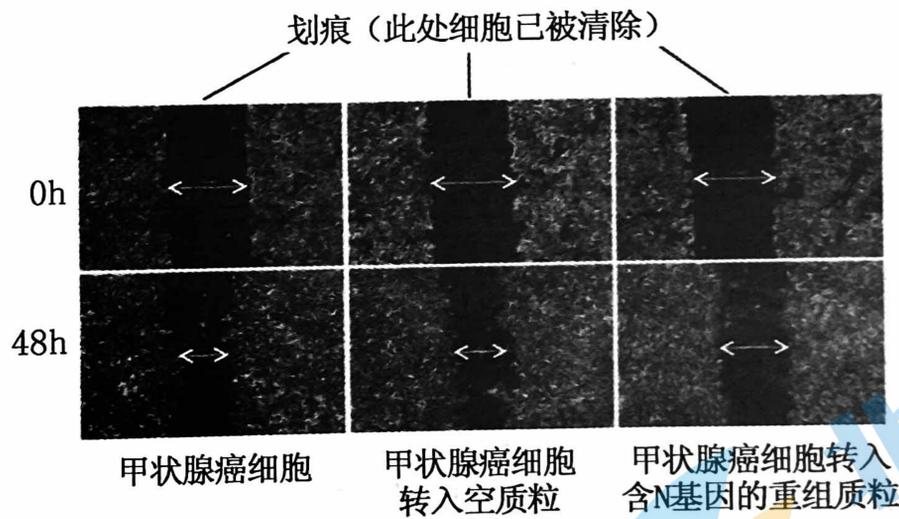 划痕（此处细胞已被清除）
0h
48h
甲状腺癌细胞
甲状腺癌细胞
转入空质粒
甲状腺癌细胞转入
含N基因的重组质粒